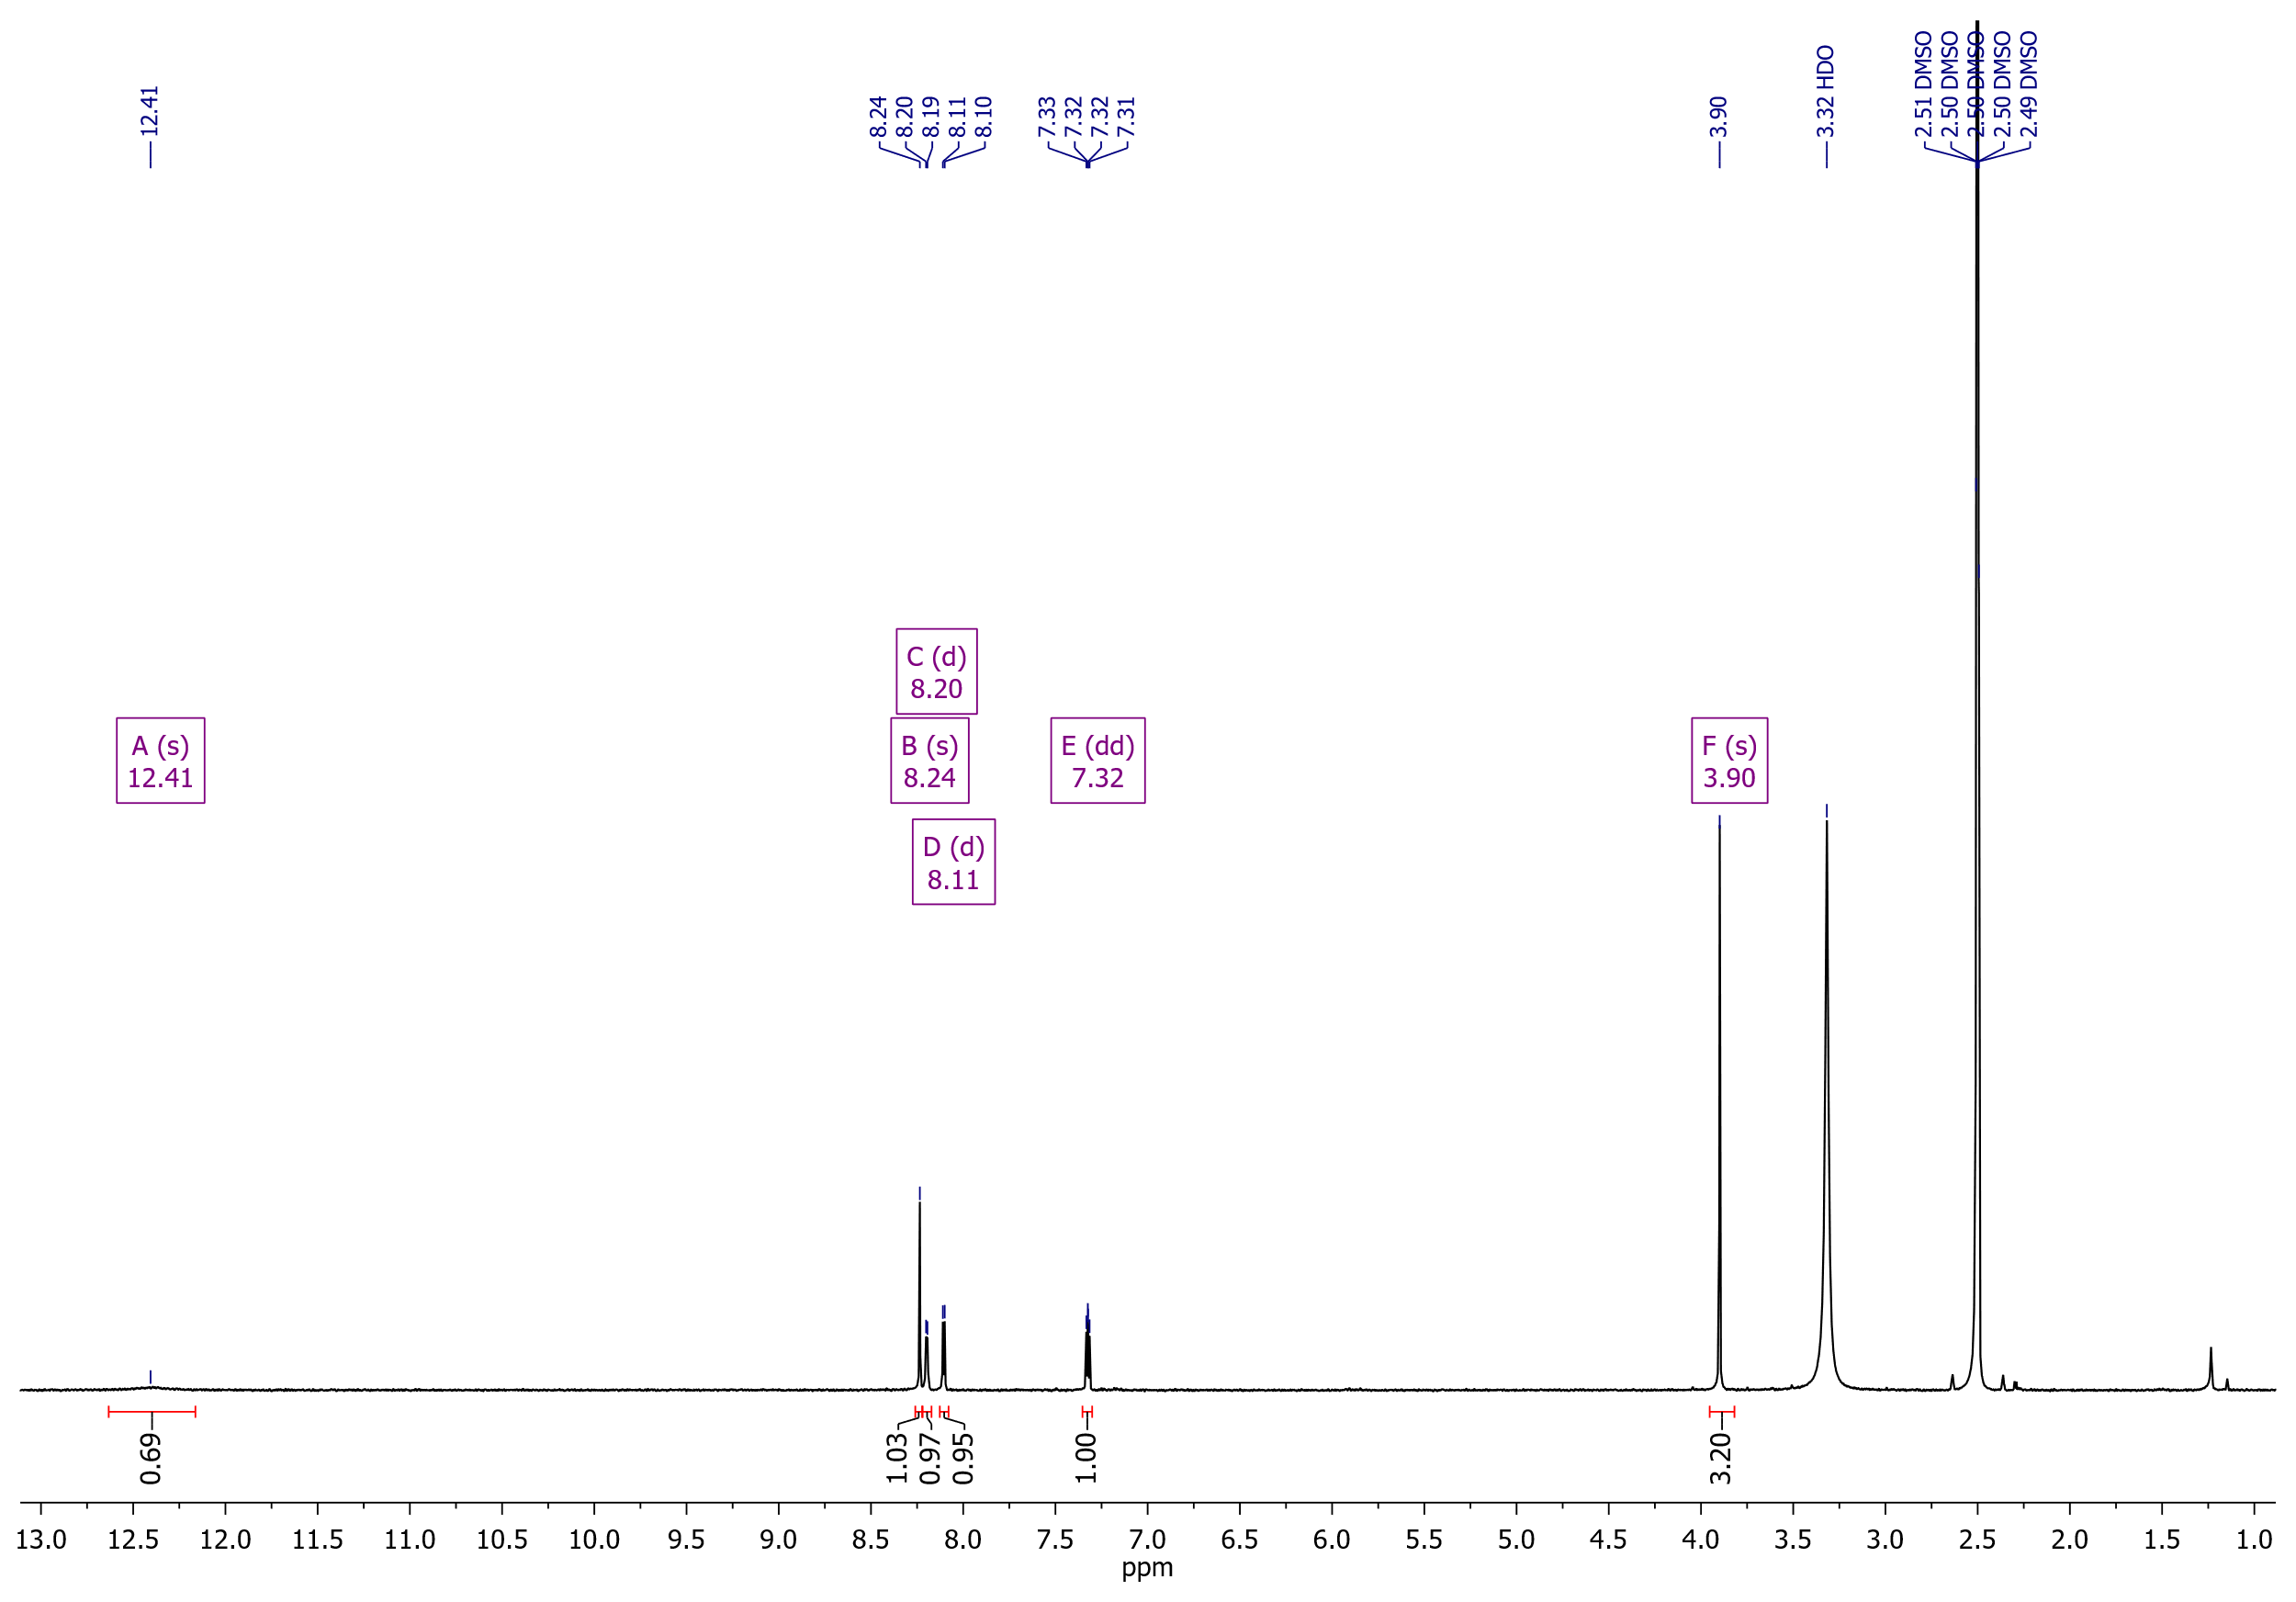 12.41
8.24
8.20
8.19
8.11
8.10
7.33
7.32
7.32
7.31
3.90
3.32 HDO
2.51 DMSO
2.50 DMSO
2.50 DMSO
2.50 DMSO
2.49 DMSO
C (d)
8.20
A (s)
12.41
B (s)
8.24
E (dd)
7.32
F (s)
3.90
D (d)
8.11
0.69
1.03
0.97
0.95
1.00
3.20
13.0 12.5 12.0 11.5 11.0 10.5 10.0 9.5 9.0 8.5 8.0 7.5 7.0 6.5 6.0 5.5 5.0 4.5 4.0 3.5 3.0 2.5 2.0 1.5 1.0
ppm